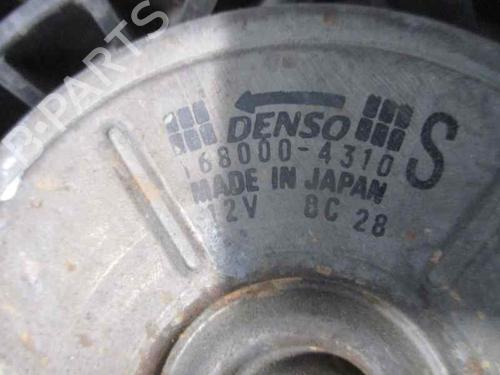 DENSO
168000-4310 S
MADE IN JAPAN
12V 8C 28
B-PARTS